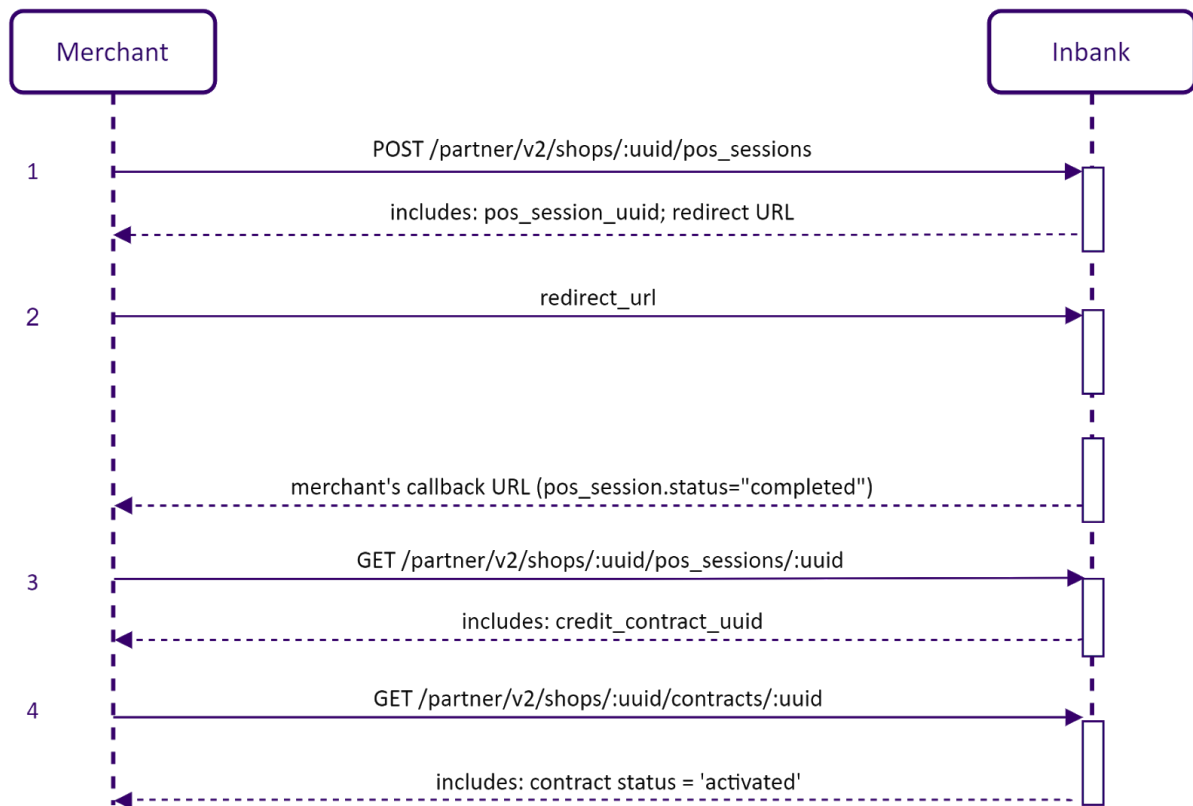 Merchant
Inbank
1
POST /partner/v2/shops/:uuid/pos_sessions
includes: pos_session_uuid; redirect URL
2
redirect_url
merchant's callback URL (pos_session.status="completed")
3
GET /partner/v2/shops/:uuid/pos_sessions/:uuid
includes: credit_contract_uuid
4
GET /partner/v2/shops/:uuid/contracts/:uuid
includes: contract status = 'activated'